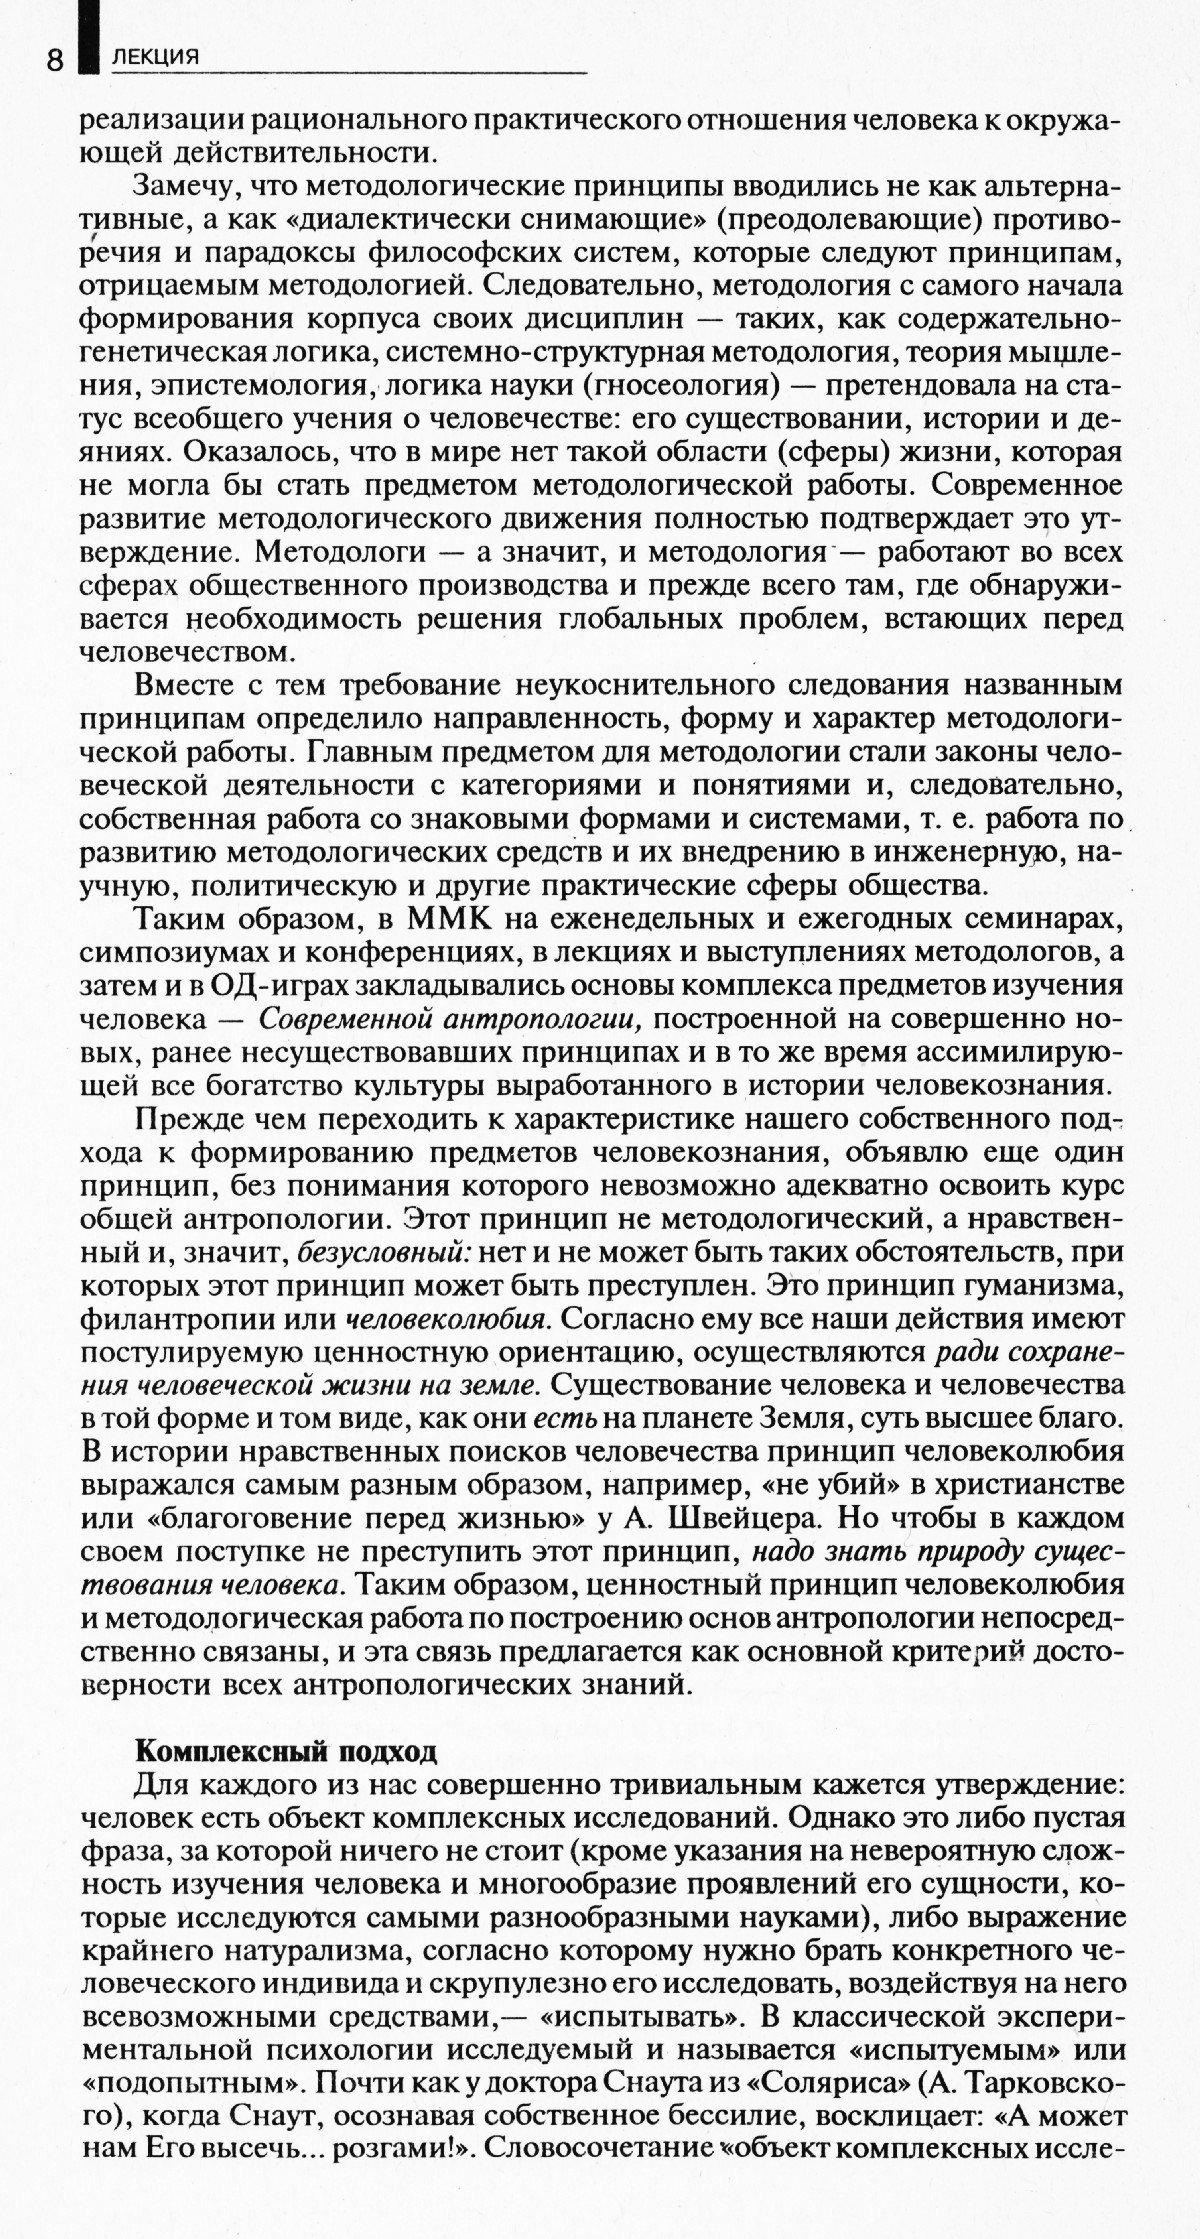 8
ЛЕКЦИЯ
реализации рационального практического отношения человека к окружа-
ющей действительности.
Замечу, что методологические принципы вводились не как альтерна-
тивные, а как «диалектически снимающие» (преодолевающие) противо-
речия и парадоксы философских систем, которые следуют принципам,
отрицаемым методологией. Следовательно, методология с самого начала
формирования корпуса своих дисциплин — таких, как содержательно-
генетическая логика, системно-структурная методология, теория мышле-
ния, эпистемология, логика науки (гносеология) — претендовала на ста-
тус всеобщего учения о человечестве: его существовании, истории и де-
яниях. Оказалось, что в мире нет такой области (сферы) жизни, которая
не могла бы стать предметом методологической работы. Современное
развитие методологического движения полностью подтверждает это ут-
верждение. Методологи — а значит, и методология — работают во всех
сферах общественного производства и прежде всего там, где обнаружи-
вается необходимость решения глобальных проблем, встающих перед
человечеством.
Вместе с тем требование неукоснительного следования названным
принципам определило направленность, форму и характер методологи-
ческой работы. Главным предметом для методологии стали законы чело-
веческой деятельности с категориями и понятиями и, следовательно,
собственная работа со знаковыми формами и системами, т. е. работа по
развитию методологических средств и их внедрению в инженерную, на-
учную, политическую и другие практические сферы общества.
Таким образом, в ММК на еженедельных и ежегодных семинарах,
симпозиумах и конференциях, в лекциях и выступлениях методологов, а
затем и в ОД-играх закладывались основы комплекса предметов изучения
человека — Современной антропологии, построенной на совершенно но-
вых, ранее несуществовавших принципах и в то же время ассимилирую-
щей все богатство культуры выработанного в истории человекознания.
Прежде чем переходить к характеристике нашего собственного под-
хода к формированию предметов человекознания, объявлю еще один
принцип, без понимания которого невозможно адекватно освоить курс
общей антропологии. Этот принцип не методологический, а нравствен-
ный и, значит, безусловный: нет и не может быть таких обстоятельств, при
которых этот принцип может быть преступлен. Это принцип гуманизма,
филантропии или человеколюбия. Согласно ему все наши действия имеют
постулируемую ценностную ориентацию, осуществляются ради сохране-
ния человеческой жизни на земле. Существование человека и человечества
в той форме и том виде, как они есть на планете Земля, суть высшее благо.
В истории нравственных поисков человечества принцип человеколюбия
выражался самым разным образом, например, «не убий» в христианстве
или «благоговение перед жизнью» у А. Швейцера. Но чтобы в каждом
своем поступке не преступить этот принцип, надо знать природу сущес-
твования человека. Таким образом, ценностный принцип человеколюбия
и методологическая работа по построению основ антропологии непосред-
ственно связаны, и эта связь предлагается как основной критерий досто-
верности всех антропологических знаний.
Комплексный подход
Для каждого из нас совершенно тривиальным кажется утверждение:
человек есть объект комплексных исследований. Однако это либо пустая
фраза, за которой ничего не стоит (кроме указания на невероятную слож-
ность изучения человека и многообразие проявлений его сущности, ко-
торые исследуются самыми разнообразными науками), либо выражение
крайнего натурализма, согласно которому нужно брать конкретного че-
ловеческого индивида и скрупулезно его исследовать, воздействуя на него
всевозможными средствами,— «испытывать». В классической экспери-
ментальной психологии исследуемый и называется «испытуемым» или
«подопытным». Почти как у доктора Снаута из «Соляриса» (А. Тарковско-
го), когда Снаут, осознавая собственное бессилие, восклицает: «А может
нам Его высечь... розгами!». Словосочетание «объект комплексных иссле-